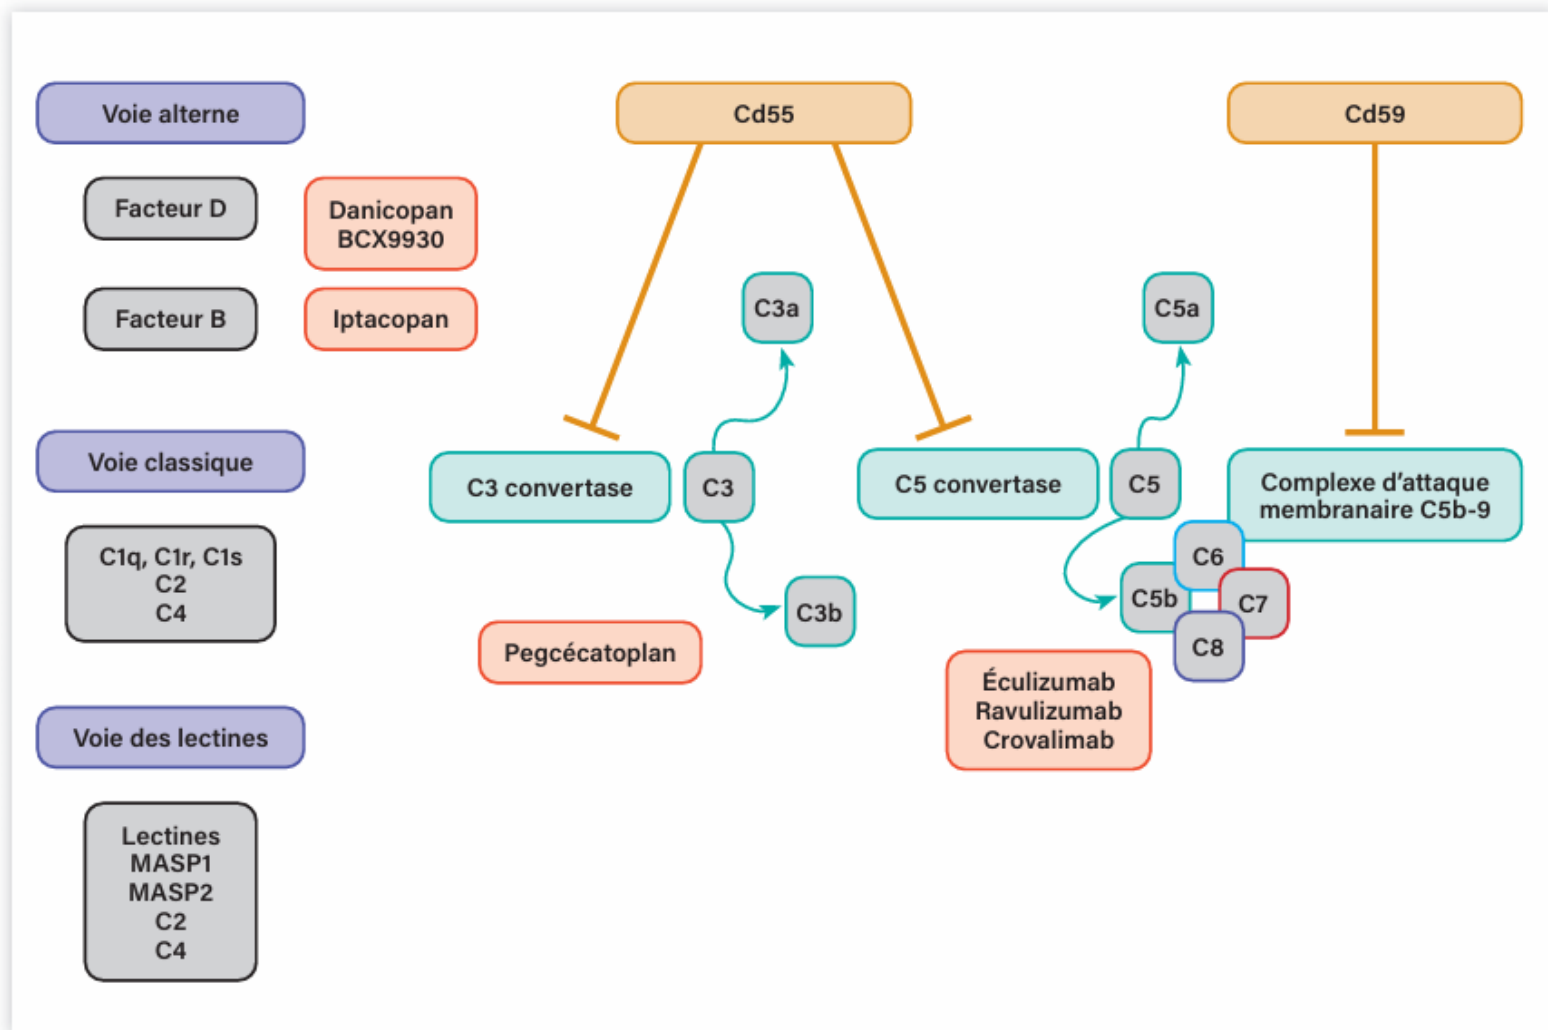 Voie alterne
Cd55
Cd59
Facteur D
Danicopan
BCX9930
Facteur B
Iptacopan
C3a
C5a
Voie classique
C3 convertase
C3
C5 convertase
C5
Complexe d'attaque
membranaire C5b-9
C1q, C1r, C1s
C2
C4
C6
C5b
C7
C3b
C8
Pegcécatoplan
Éculizumab
Ravulizumab
Crovalimab
Voie des lectines
Lectines
MASP1
MASP2
C2
C4